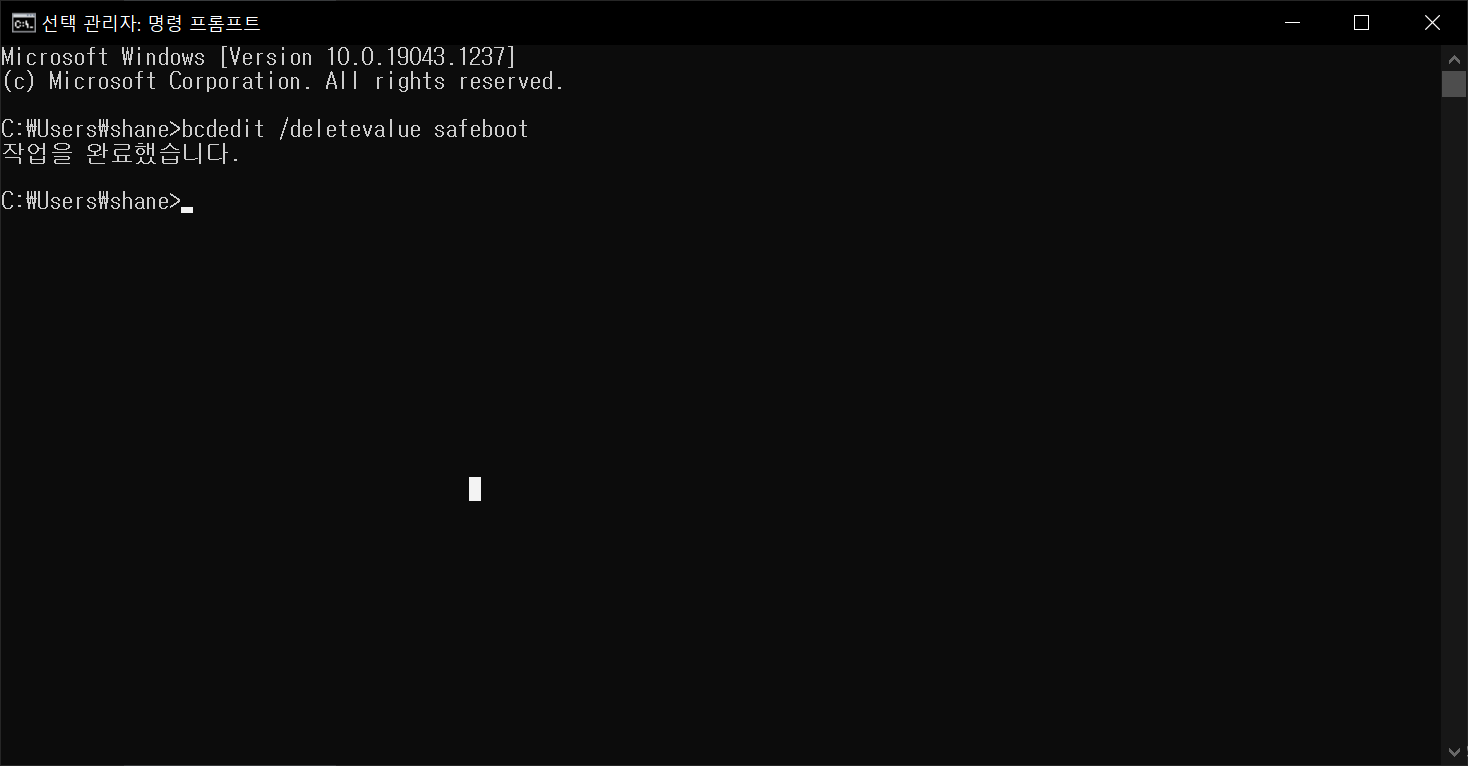 선택 관리자: 명령 프롬프트
Microsoft Windows [Version 10.0.19043.1237]
(c) Microsoft Corporation. All rights reserved.
C:₩Users₩shane>bcdedit /deletevalue safeboot
작업을 완료했습니다.
C:₩Users₩shane>